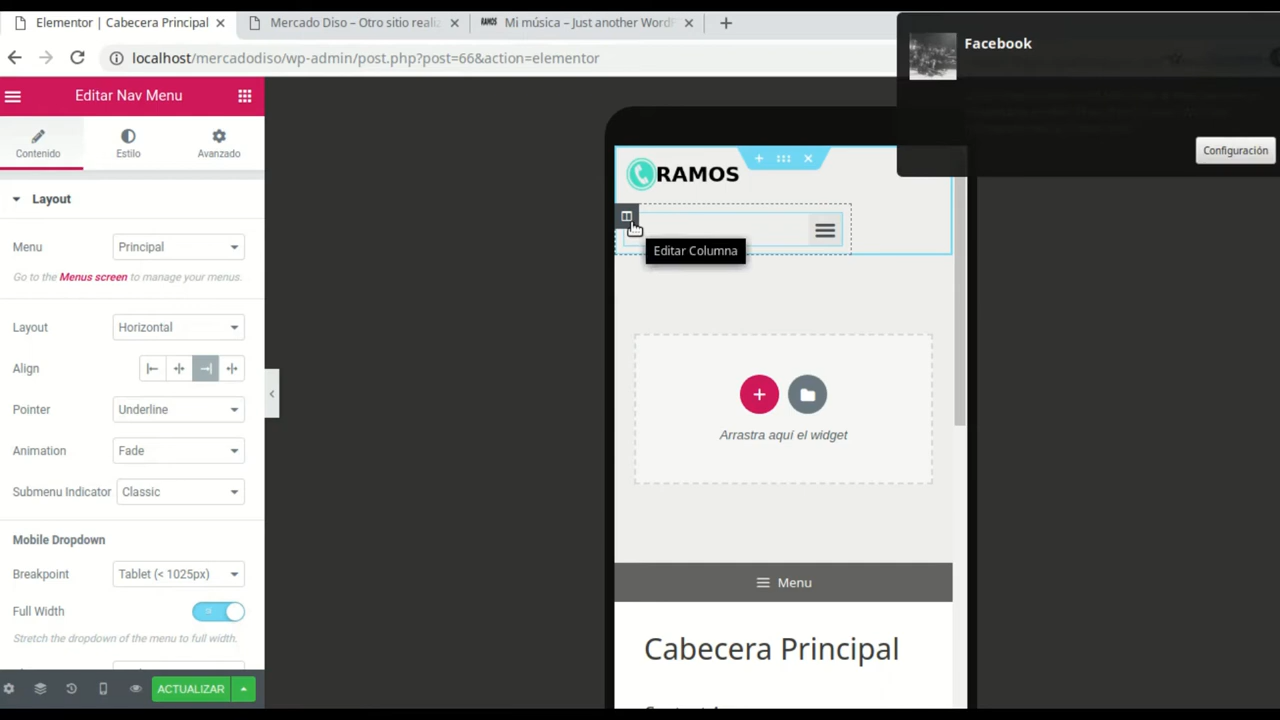 Elementor | Cabecera Principal
Mercado Diso – Otro sitio reali
RAMOS
Mi música – Just another WordP
localhost/mercadodiso/wp-admin/post.php?post=66&action=elementor
Facebook
Configuración
Editar Nav Menu
Contenido
Estilo
Avanzado
Layout
Menu
Principal
Go to the Menus screen to manage your menus.
Layout
Horizontal
Align
Pointer
Underline
Animation
Fade
Submenu Indicator
Classic
Mobile Dropdown
Breakpoint
Tablet (< 1025px)
Full Width
Stretch the dropdown of the menu to full width.
ACTUALIZAR
RAMOS
Editar Columna
Arrastra aquí el widget
Menu
Cabecera Principal